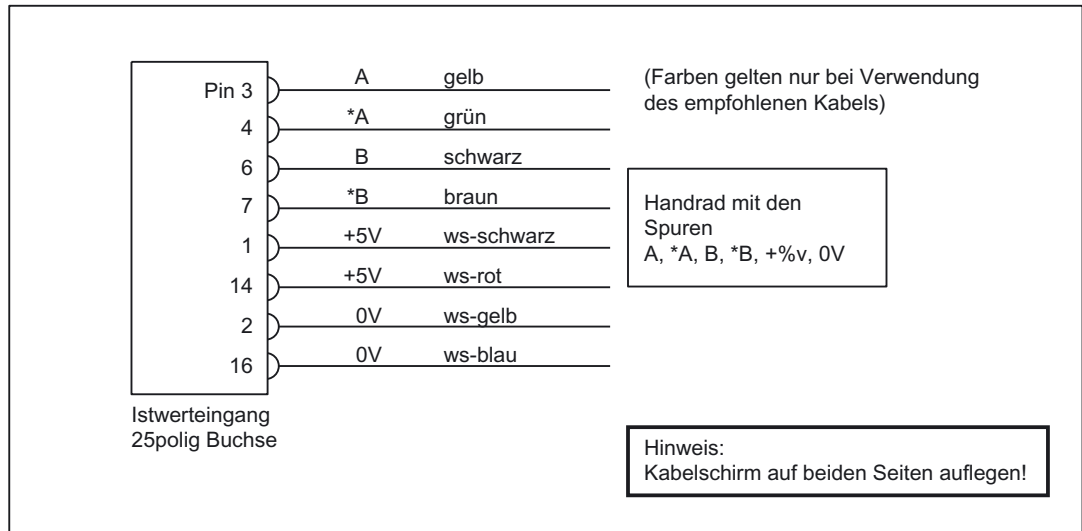 Pin 3 A gelb
4 *A grün
6 B schwarz
7 *B braun
1 +5V ws-schwarz
14 +5V ws-rot
2 0V ws-gelb
16 0V ws-blau
Istwerteingang
25polig Buchse
(Farben gelten nur bei Verwendung
des empfohlenen Kabels)
Handrad mit den
Spuren
A, *A, B, *B, +%v, 0V
Hinweis:
Kabelschirm auf beiden Seiten auflegen!